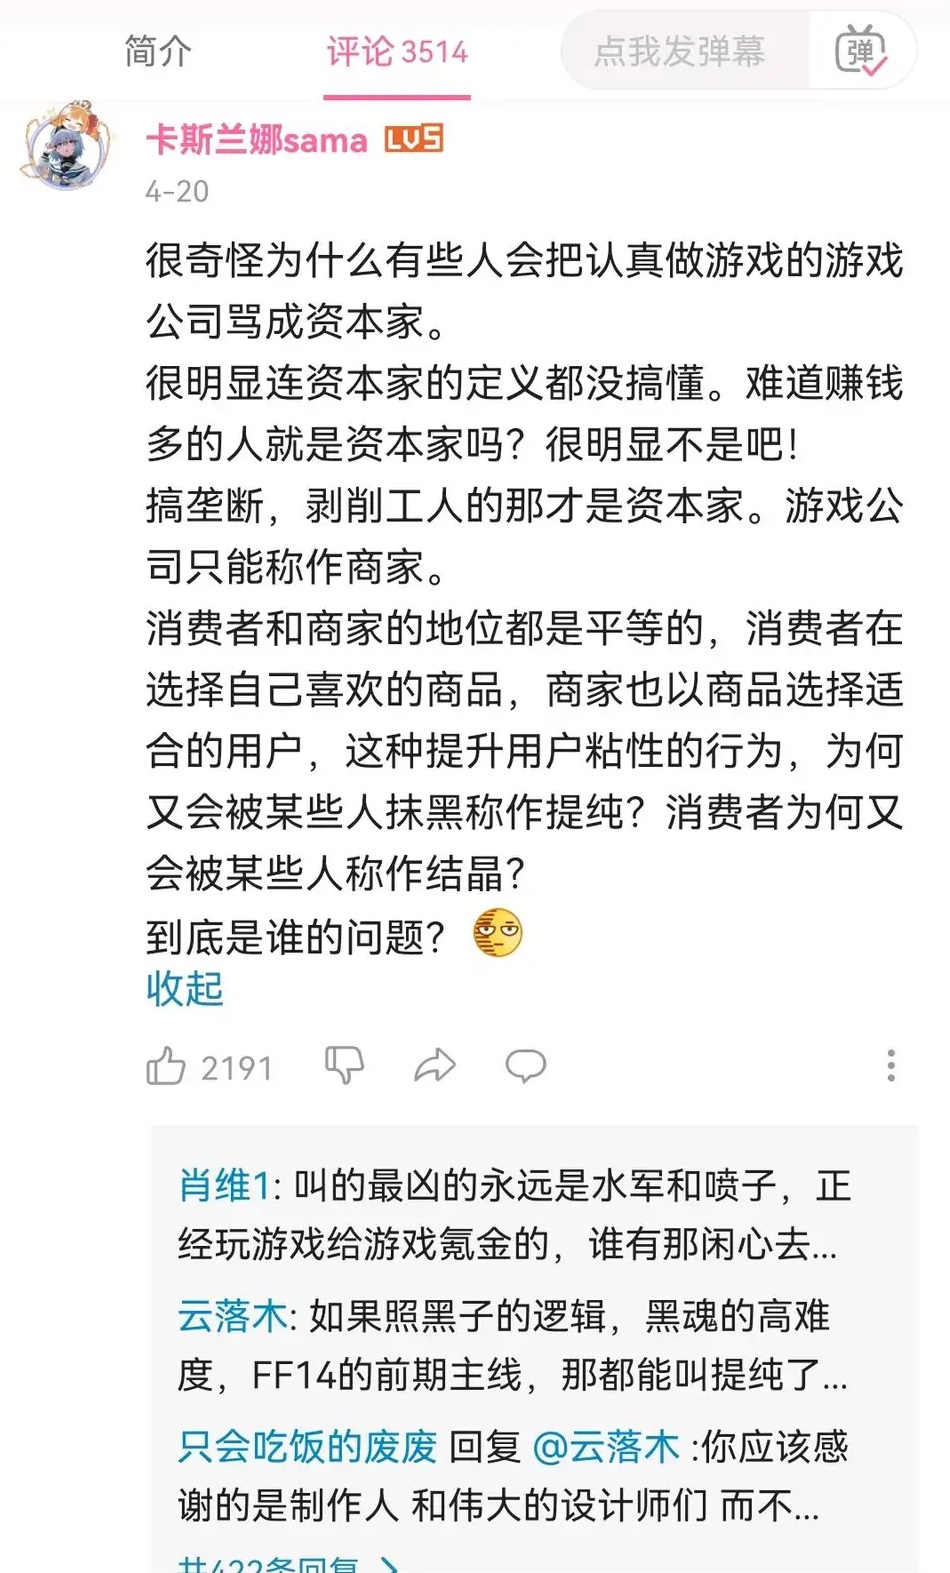 简介
评论 3514
点我发弹幕
弹
卡斯兰娜sama LV5
4-20
很奇怪为什么有些人会把认真做游戏的游戏
公司骂成资本家。
很明显连资本家的定义都没搞懂。难道赚钱
多的人就是资本家吗？很明显不是吧！
搞垄断，剥削工人的那才是资本家。游戏公
司只能称作商家。
消费者和商家的地位都是平等的，消费者在
选择自己喜欢的商品，商家也以商品选择适
合的用户，这种提升用户粘性的行为，为何
又会被某些人抹黑称作提纯？消费者为何又
会被某些人称作结晶？
到底是谁的问题？
收起
2191
肖维1: 叫的最凶的永远是水军和喷子，正
经玩游戏给游戏氪金的，谁有那闲心去...
云落木: 如果照黑子的逻辑，黑魂的高难
度，FF14的前期主线，那都能叫提纯了...
只会吃饭的废废 回复 @云落木 :你应该感
谢的是制作人 和伟大的设计师们 而不...
共422条回复 >